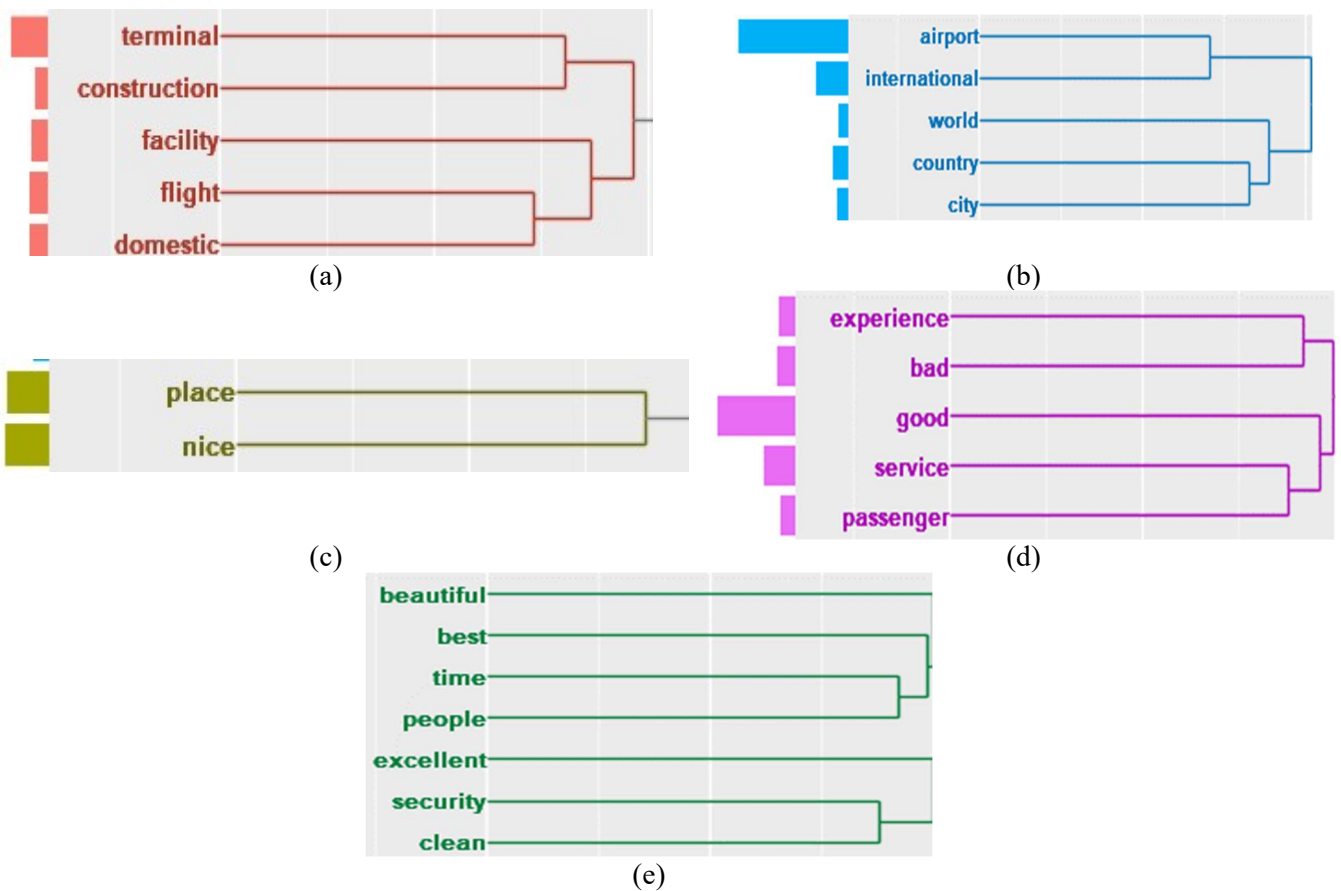 terminal
construction
facility
flight
domestic
(a)
airport
international
world
country
city
(b)
place
nice
(c)
experience
bad
good
service
passenger
(d)
beautiful
best
time
people
excellent
security
clean
(e)